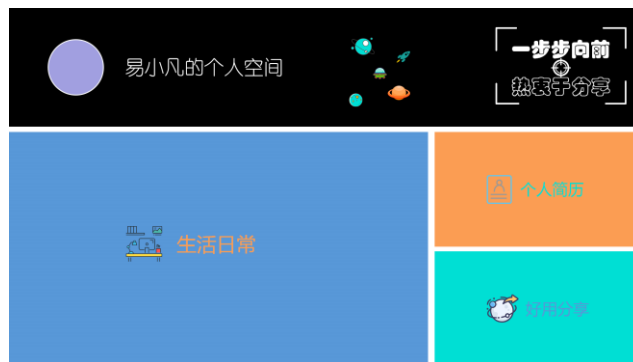 易小凡的个人空间
一步步向前
热衷于分享
生活日常
个人简历
好用分享